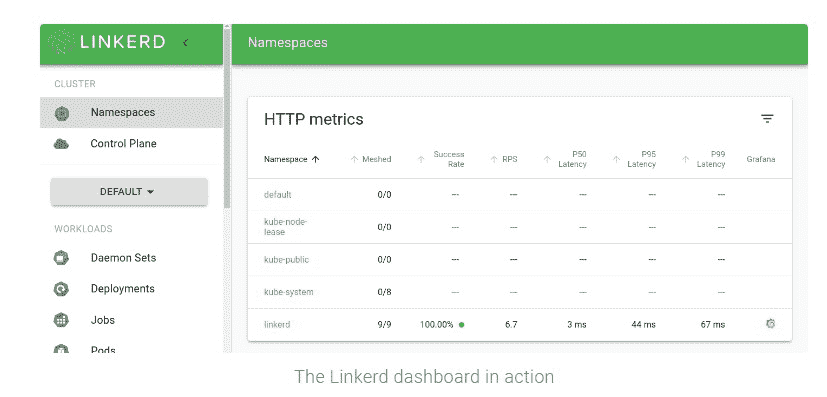 LINKERD <
Namespaces
CLUSTER
Namespaces
Control Plane
DEFAULT
WORKLOADS
Daemon Sets
Deployments
Jobs
Pods
HTTP metrics
Namespace ↑ ↑ Meshed ↑ Success Rate ↑ RPS ↑ P50 Latency ↑ P95 Latency ↑ P99 Latency Grafana
default 0/0 --- --- --- --- ---
kube-node-
lease 0/0 --- --- --- --- ---
kube-public 0/0 --- --- --- --- ---
kube-system 0/8 --- --- --- --- ---
linkerd 9/9 100.00% 6.7 3 ms 44 ms 67 ms
The Linkerd dashboard in action